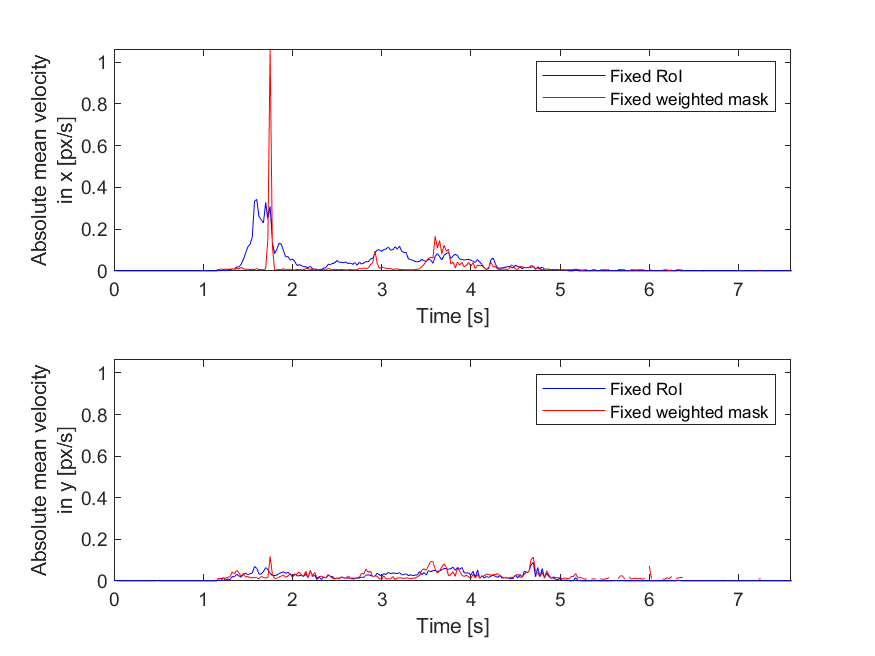 Absolute mean velocity
in x [px/s]
1
0.8
0.6
0.4
0.2
0
0 1 2 3 4 5 6 7
Time [s]
Fixed RoI
Fixed weighted mask
Absolute mean velocity
in y [px/s]
1
0.8
0.6
0.4
0.2
0
0 1 2 3 4 5 6 7
Time [s]
Fixed RoI
Fixed weighted mask